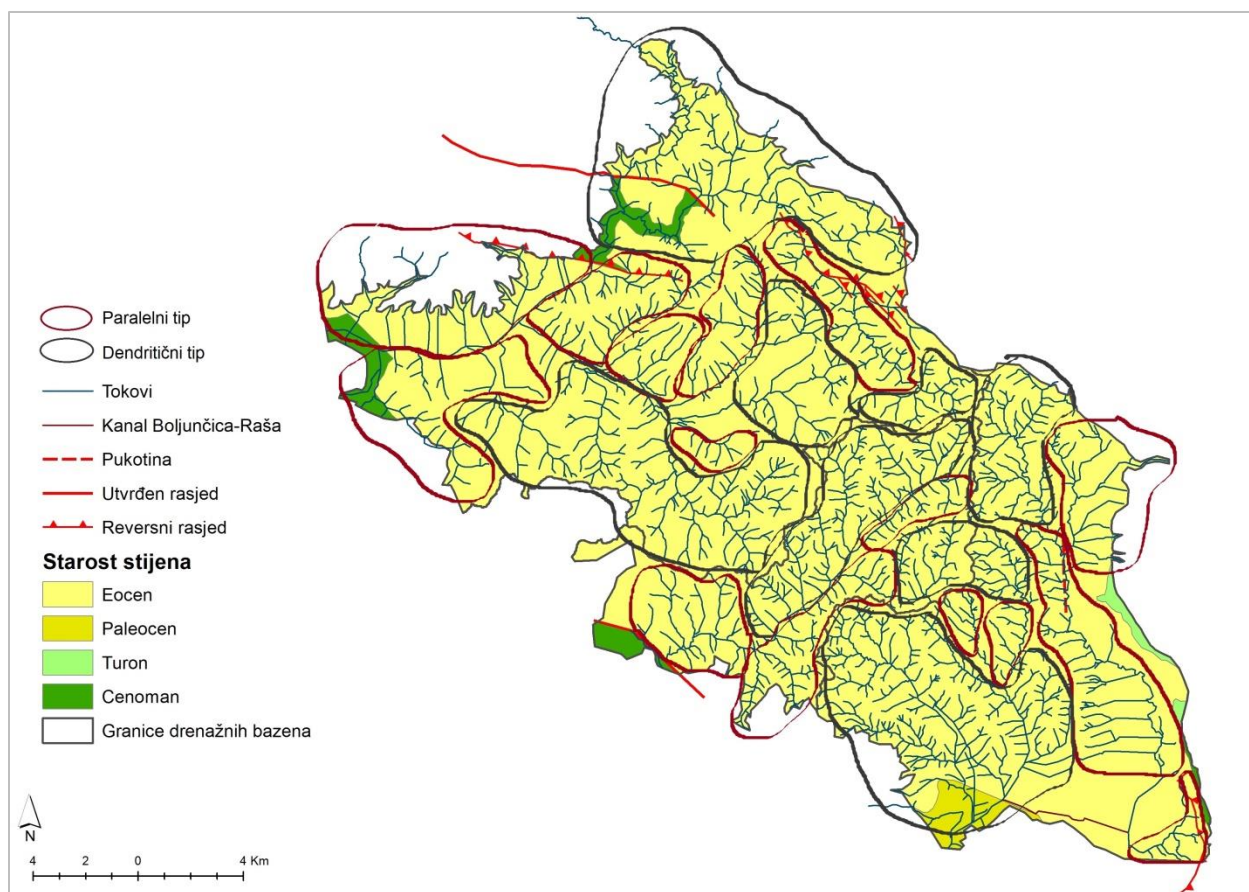 Paralelni tip
Dendritični tip
Tokovi
Kanal Boljunčica-Raša
Pukotina
Utvrđen rasjed
Reversni rasjed
Starost stijena
Eocen
Paleocen
Turon
Cenoman
Granice drenažnih bazena
N
4 2 0 4 Km